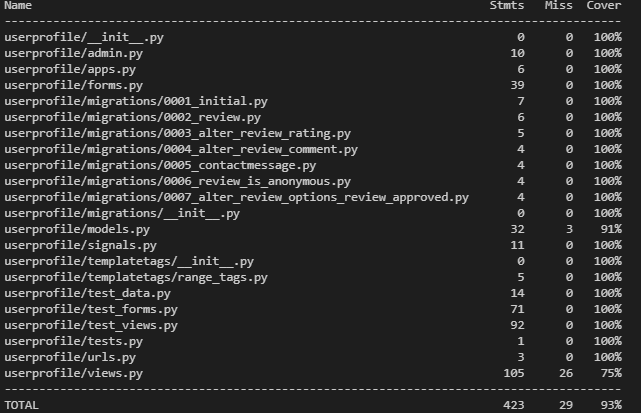 Name Stmts Miss Cover
-----------------------------------------------------------------------------------------
userprofile/__init__.py 0 0 100%
userprofile/admin.py 10 0 100%
userprofile/apps.py 6 0 100%
userprofile/forms.py 39 0 100%
userprofile/migrations/0001_initial.py 7 0 100%
userprofile/migrations/0002_review.py 6 0 100%
userprofile/migrations/0003_alter_review_rating.py 5 0 100%
userprofile/migrations/0004_alter_review_comment.py 4 0 100%
userprofile/migrations/0005_contactmessage.py 4 0 100%
userprofile/migrations/0006_review_is_anonymous.py 4 0 100%
userprofile/migrations/0007_alter_review_options_review_approved.py 4 0 100%
userprofile/migrations/__init__.py 0 0 100%
userprofile/models.py 32 3 91%
userprofile/signals.py 11 0 100%
userprofile/templatetags/__init__.py 0 0 100%
userprofile/templatetags/range_tags.py 5 0 100%
userprofile/test_data.py 14 0 100%
userprofile/test_forms.py 71 0 100%
userprofile/test_views.py 92 0 100%
userprofile/tests.py 1 0 100%
userprofile/urls.py 3 0 100%
userprofile/views.py 105 26 75%
-----------------------------------------------------------------------------------------
TOTAL 423 29 93%